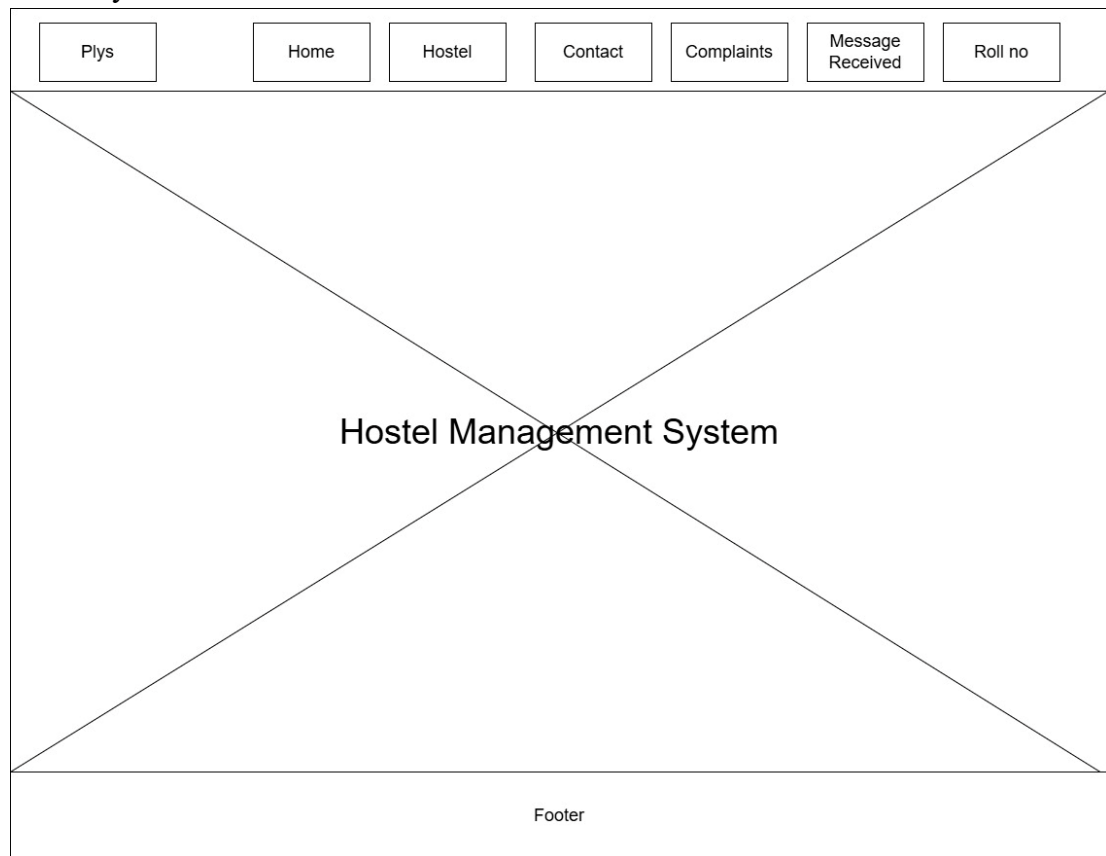 Plys
Home
Hostel
Contact
Complaints
Message
Received
Roll no
Hostel Management System
Footer